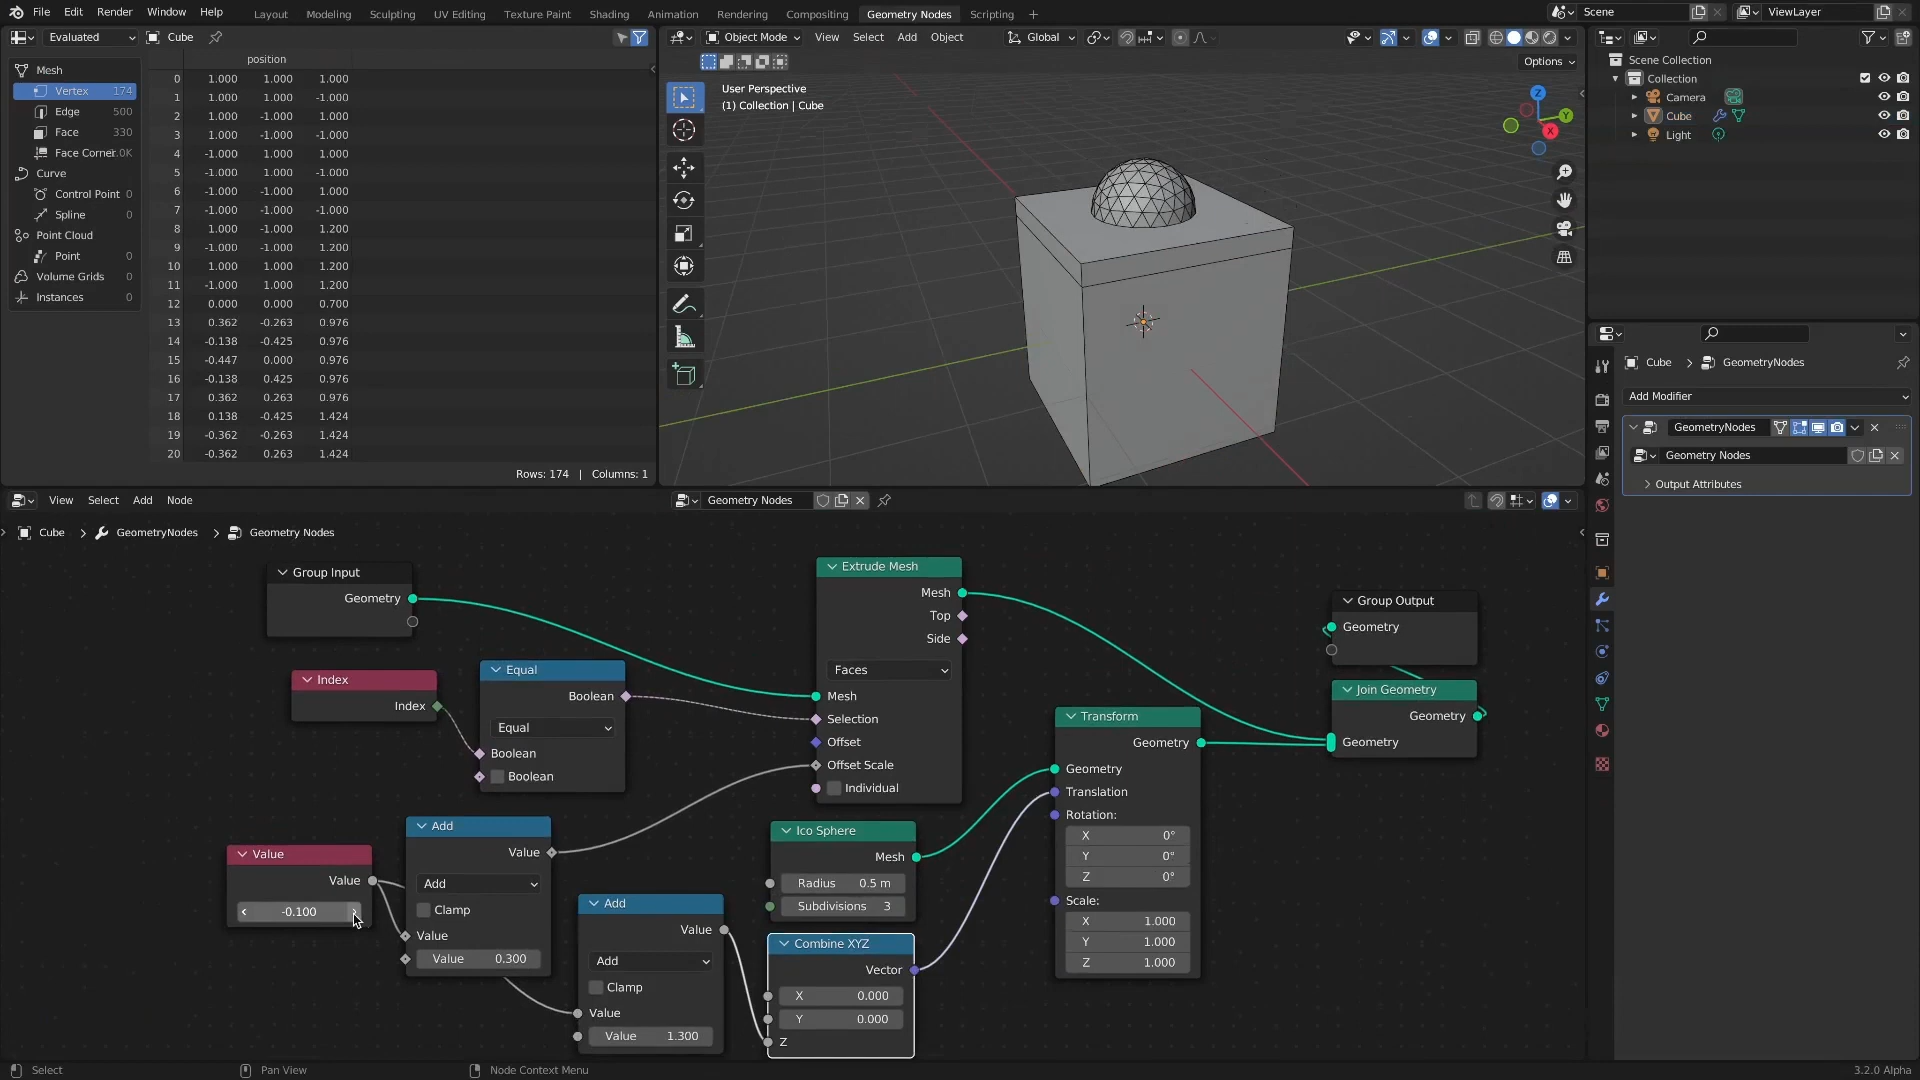 File Edit Render Window Help Layout Modeling Sculpting UV Editing Texture Paint Shading Animation Rendering Compositing Geometry Nodes Scripting + Scene ViewLayer
Evaluated Cube
Mesh
Vertex 174
Edge 500
Face 330
Face Corner .0K
Curve
Control Point 0
Spline 0
Point Cloud
Point 0
Volume Grids 0
Instances 0
position
0 1.000 1.000 1.000
1 1.000 1.000 -1.000
2 1.000 -1.000 1.000
3 1.000 -1.000 -1.000
4 -1.000 1.000 1.000
5 -1.000 1.000 -1.000
6 -1.000 -1.000 1.000
7 -1.000 -1.000 -1.000
8 1.000 -1.000 1.200
9 -1.000 -1.000 1.200
10 1.000 1.000 1.200
11 -1.000 1.000 1.200
12 0.000 0.000 0.700
13 0.362 -0.263 0.976
14 -0.138 -0.425 0.976
15 -0.447 0.000 0.976
16 -0.138 0.425 0.976
17 0.362 0.263 0.976
18 0.138 -0.425 1.424
19 -0.362 -0.263 1.424
20 -0.362 0.263 1.424
Rows: 174 | Columns: 1
Object Mode View Select Add Object Global
Options
User Perspective
(1) Collection | Cube
Z
Y
X
Scene Collection
Collection
Camera
Cube
Light
Cube > GeometryNodes
Add Modifier
GeometryNodes
Geometry Nodes
> Output Attributes
View Select Add Node Geometry Nodes
Cube > GeometryNodes > Geometry Nodes
Group Input
Geometry
Index
Index
Equal
Boolean
Equal
Boolean
Boolean
Value
Value
-0.100
Add
Value
Add
Clamp
Value
Value 0.300
Add
Value
Add
Clamp
Value
Value 1.300
Extrude Mesh
Mesh
Top
Side
Faces
Mesh
Selection
Offset
Offset Scale
Individual
Ico Sphere
Mesh
Radius 0.5 m
Subdivisions 3
Combine XYZ
Vector
X 0.000
Y 0.000
Z
Transform
Geometry
Geometry
Translation
Rotation:
X 0°
Y 0°
Z 0°
Scale:
X 1.000
Y 1.000
Z 1.000
Group Output
Geometry
Join Geometry
Geometry
Geometry
Select Pan View Node Context Menu 3.2.0 Alpha